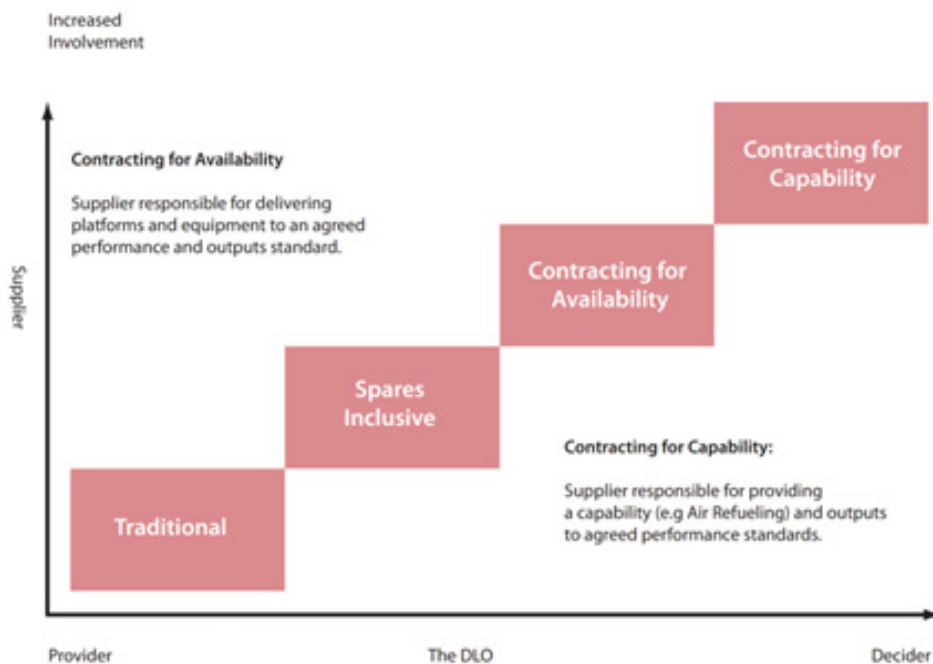 Increased
Involvement
Contracting for Availability
Supplier responsible for delivering
platforms and equipment to an agreed
performance and outputs standard.
Contracting for
Capability
Contracting for
Availability
Supplier
Spares
Inclusive
Contracting for Capability:
Supplier responsible for providing
a capability (e.g Air Refueling) and outputs
to agreed performance standards.
Traditional
Provider
The DLO
Decider